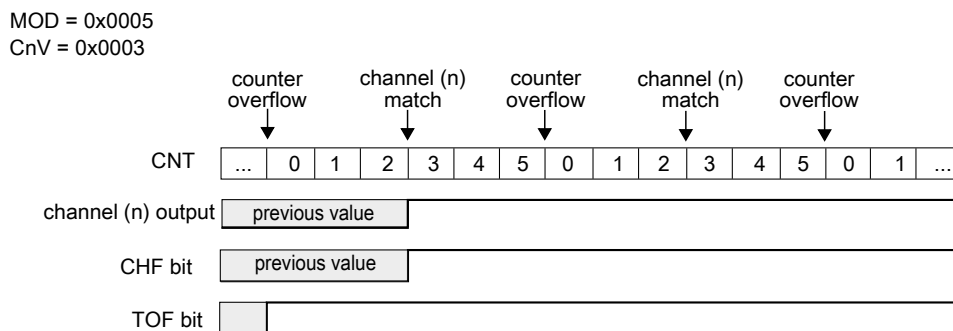 MOD = 0x0005
CnV = 0x0003
counter overflow channel (n) match counter overflow channel (n) match counter overflow
CNT ... 0 1 2 3 4 5 0 1 2 3 4 5 0 1 ...
channel (n) output previous value
CHF bit previous value
TOF bit